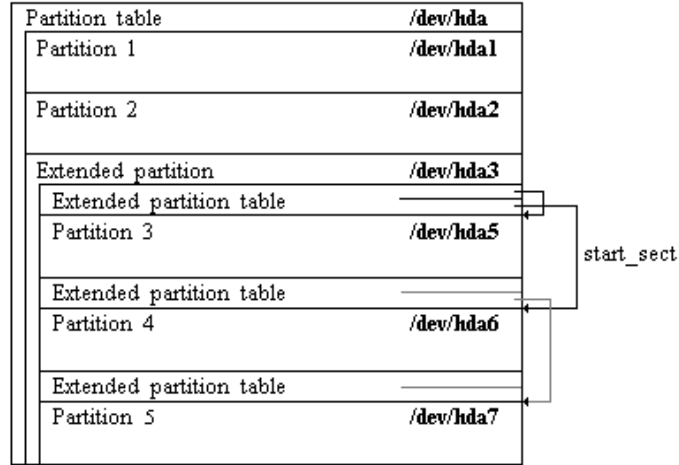 Partition table /dev/hda
Partition 1 /dev/hda1
Partition 2 /dev/hda2
Extended partition /dev/hda3
Extended partition table
Partition 3 /dev/hda5
start_sect
Extended partition table
Partition 4 /dev/hda6
Extended partition table
Partition 5 /dev/hda7